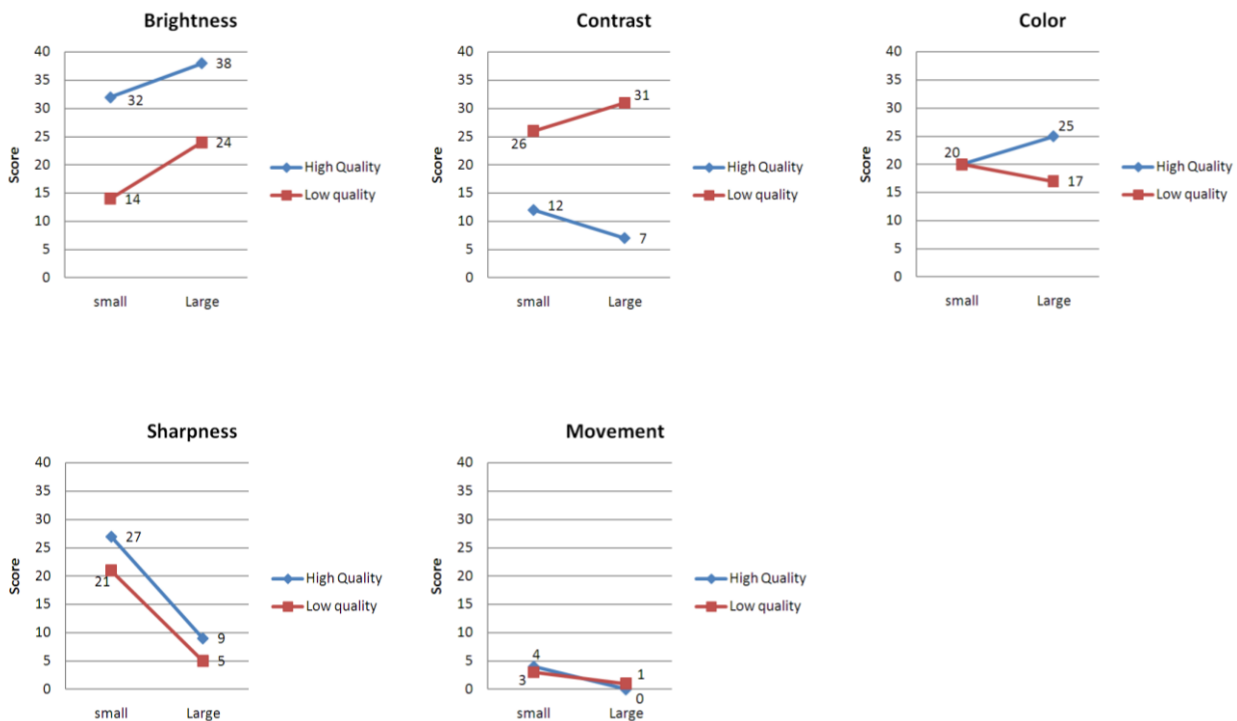 Brightness
40
35
30
25
20
15
10
5
0
Score
32
38
14
24
small
Large
High Quality
Low quality
Contrast
40
35
30
25
20
15
10
5
0
Score
26
31
12
7
small
Large
High Quality
Low quality
Color
40
35
30
25
20
15
10
5
0
Score
20
25
17
small
Large
High Quality
Low quality
Sharpness
40
35
30
25
20
15
10
5
0
Score
27
21
9
5
small
Large
High Quality
Low quality
Movement
40
35
30
25
20
15
10
5
0
Score
4
3
1
0
small
Large
High Quality
Low quality